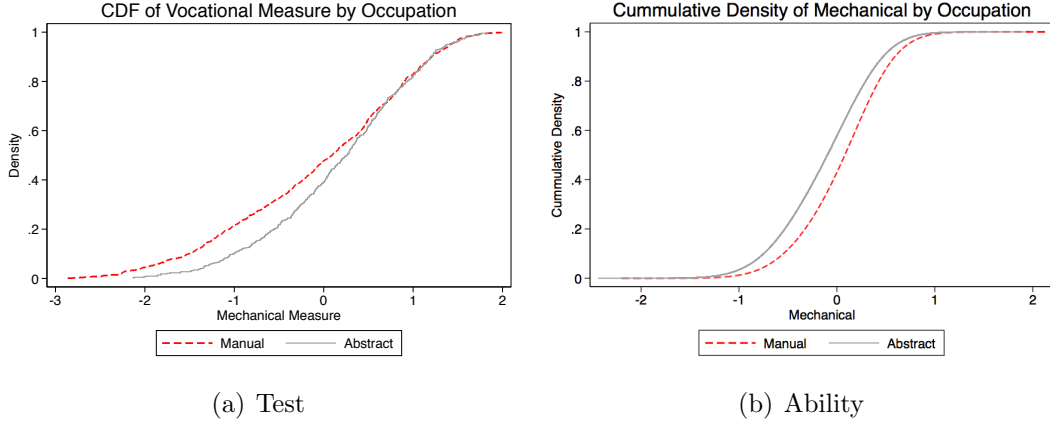 CDF of Vocational Measure by Occupation
Density
1
.8
.6
.4
.2
0
-3 -2 -1 0 1 2
Mechanical Measure
Manual Abstract
(a) Test
Cummulative Density of Mechanical by Occupation
Cummulative Density
1
.8
.6
.4
.2
0
-2 -1 0 1 2
Mechanical
Manual Abstract
(b) Ability